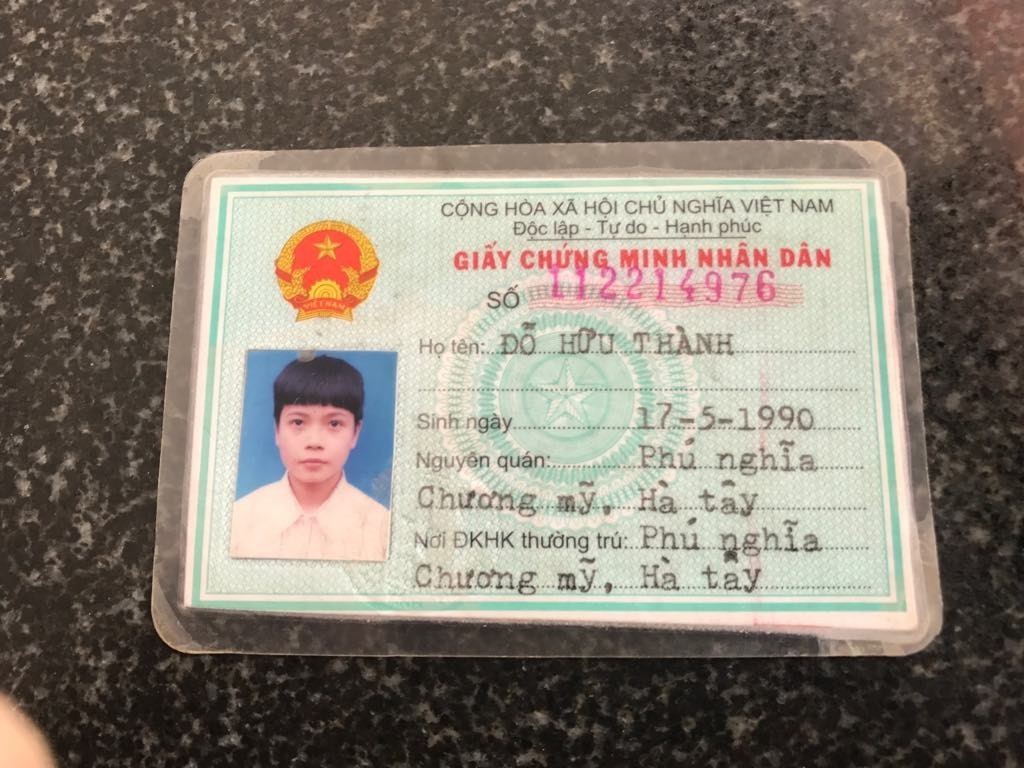 CỘNG HÒA XÃ HỘI CHỦ NGHĨA VIỆT NAM
Độc lập - Tự do - Hạnh phúc
GIẤY CHỨNG MINH NHÂN DÂN
SỐ 112214976
VIỆT NAM
Họ tên: ĐỖ HỮU THÀNH
Sinh ngày 17-5-1990
Nguyên quán: Phú nghĩa
Chương mỹ, Hà tây
Nơi ĐKHK thường trú: Phú nghĩa
Chương mỹ, Hà tây